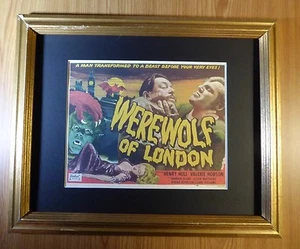 A MAN TRANSFORMED TO A BEAST BEFORE YOUR VERY EYES!
WEREWOLF
OF LONDON
HENRY HULL VALERIE HOBSON